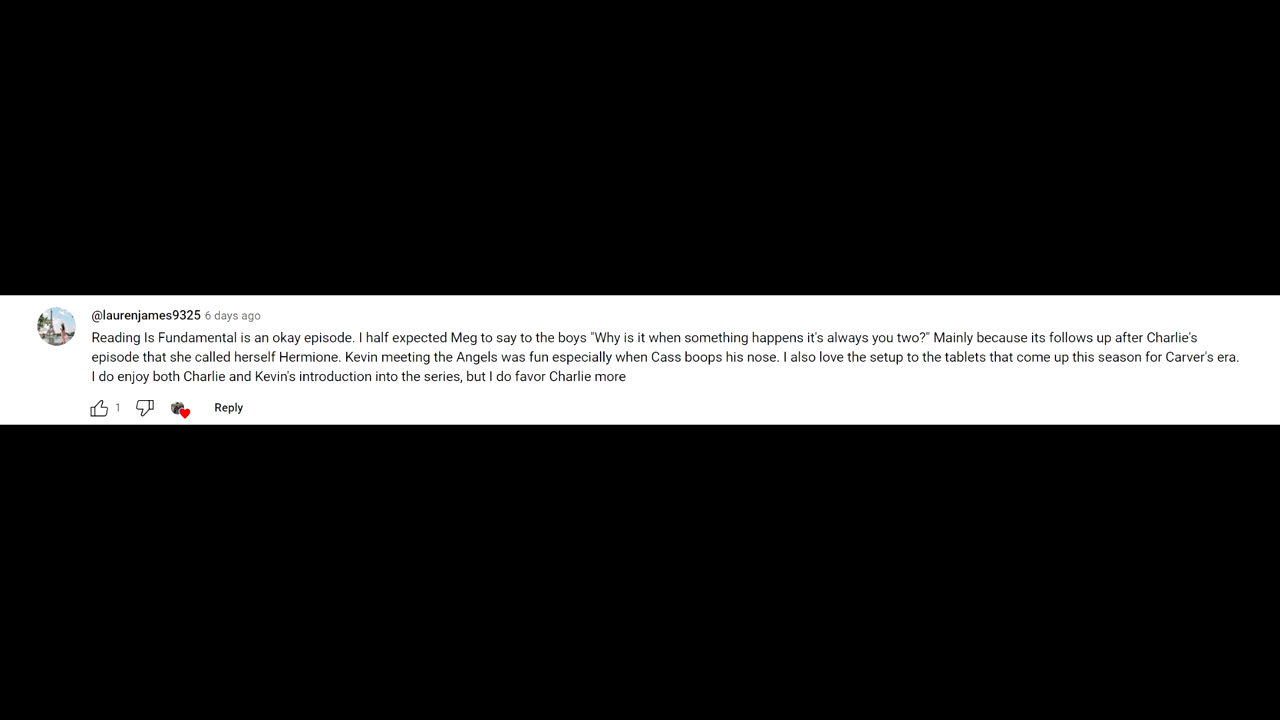 @laurenjames9325 6 days ago
Reading Is Fundamental is an okay episode. I half expected Meg to say to the boys "Why is it when something happens it's always you two?" Mainly because its follows up after Charlie's
episode that she called herself Hermione. Kevin meeting the Angels was fun especially when Cass boops his nose. I also love the setup to the tablets that come up this season for Carver's era.
I do enjoy both Charlie and Kevin's introduction into the series, but I do favor Charlie more
1 Reply